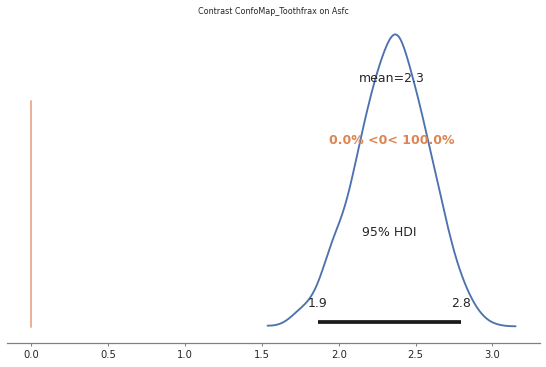 Contrast ConfoMap_Toothfrax on Asfc
mean=2.3
0.0% <0< 100.0%
95% HDI
1.9
2.8
0.0 0.5 1.0 1.5 2.0 2.5 3.0